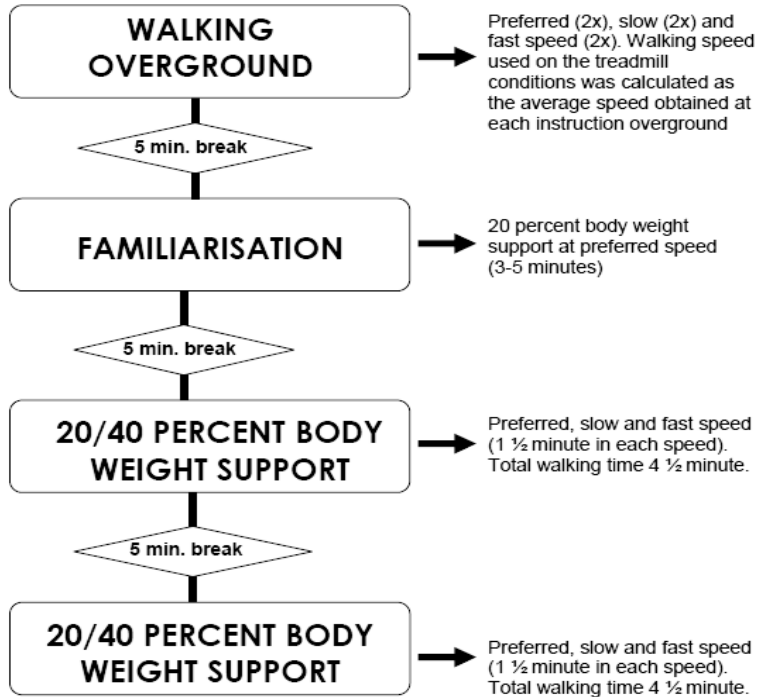 WALKING
OVERGROUND
Preferred (2x), slow (2x) and
fast speed (2x). Walking speed
used on the treadmill
conditions was calculated as
the average speed obtained at
each instruction overground
5 min. break
FAMILIARISATION
20 percent body weight
support at preferred speed
(3-5 minutes)
5 min. break
20/40 PERCENT BODY
WEIGHT SUPPORT
Preferred, slow and fast speed
(1 ½ minute in each speed).
Total walking time 4 ½ minute.
5 min. break
20/40 PERCENT BODY
WEIGHT SUPPORT
Preferred, slow and fast speed
(1 ½ minute in each speed).
Total walking time 4 ½ minute.